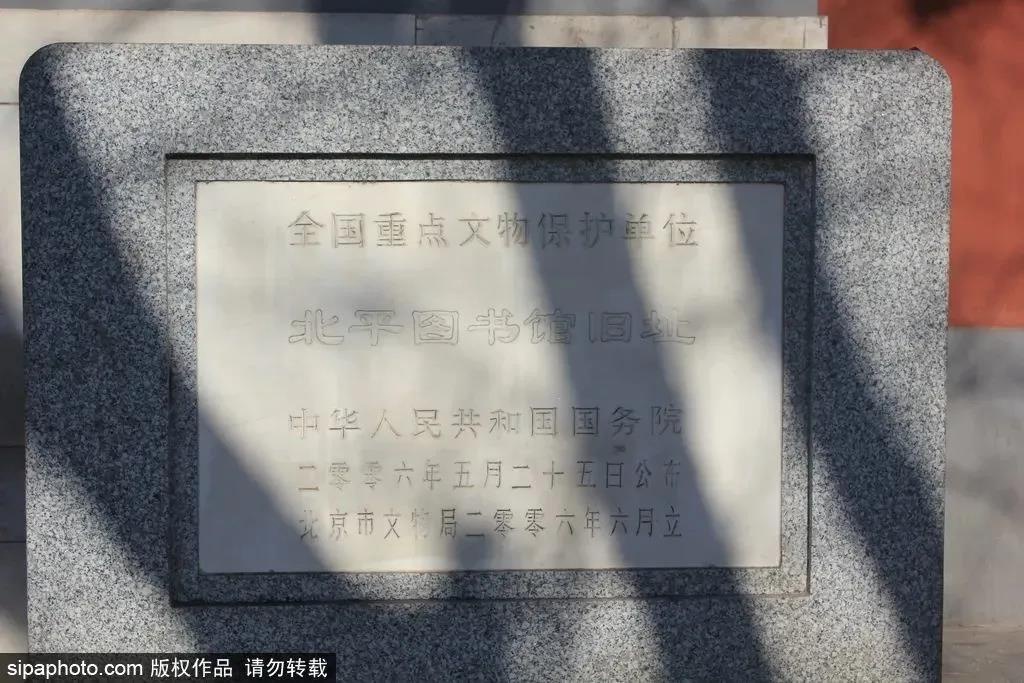 全国重点文物保护单位
北平图书馆旧址
中华人民共和国国务院
二零零六年五月二十五日公布
北京市文物局二零零六年六月立
sipaphoto.com 版权作品 请勿转载